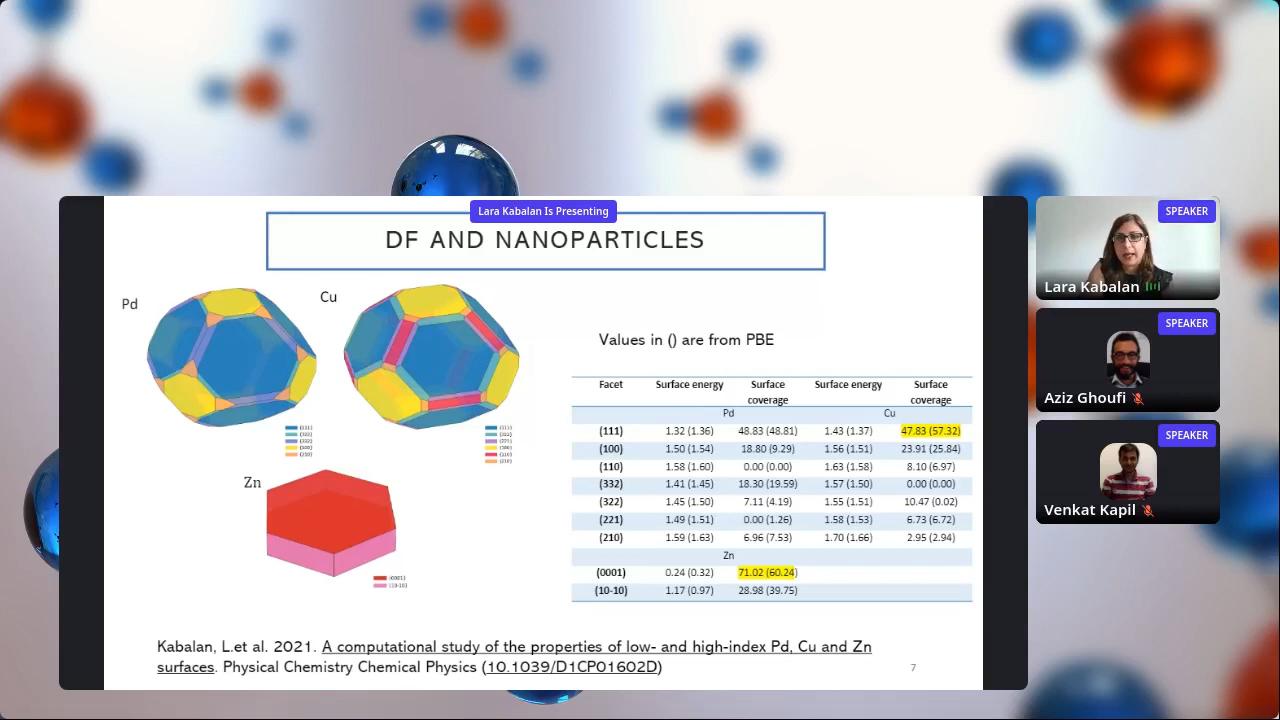 Lara Kabalan Is Presenting
DF AND NANOPARTICLES
Pd
Cu
Zn
Values in () are from PBE
Facet Surface energy Surface coverage Surface energy Surface coverage
Pd Cu
(111) 1.32 (1.36) 48.83 (48.81) 1.43 (1.37) 47.83 (57.32)
(100) 1.50 (1.54) 18.80 (9.29) 1.56 (1.51) 23.91 (25.84)
(110) 1.58 (1.60) 0.00 (0.00) 1.63 (1.58) 8.10 (6.97)
(332) 1.41 (1.45) 18.30 (19.59) 1.57 (1.50) 0.00 (0.00)
(322) 1.45 (1.50) 7.11 (4.19) 1.55 (1.51) 10.47 (0.02)
(221) 1.49 (1.51) 0.00 (1.26) 1.58 (1.53) 6.73 (6.72)
(210) 1.59 (1.63) 6.96 (7.53) 1.70 (1.66) 2.95 (2.94)
Zn
(0001) 0.24 (0.32) 71.02 (60.24)
(10-10) 1.17 (0.97) 28.98 (39.75)
(0001)
(10-10)
Kabalan, L.et al. 2021. A computational study of the properties of low- and high-index Pd, Cu and Zn
surfaces. Physical Chemistry Chemical Physics (10.1039/D1CP01602D)
7
SPEAKER
Lara Kabalan
SPEAKER
Aziz Ghoufi
SPEAKER
Venkat Kapil